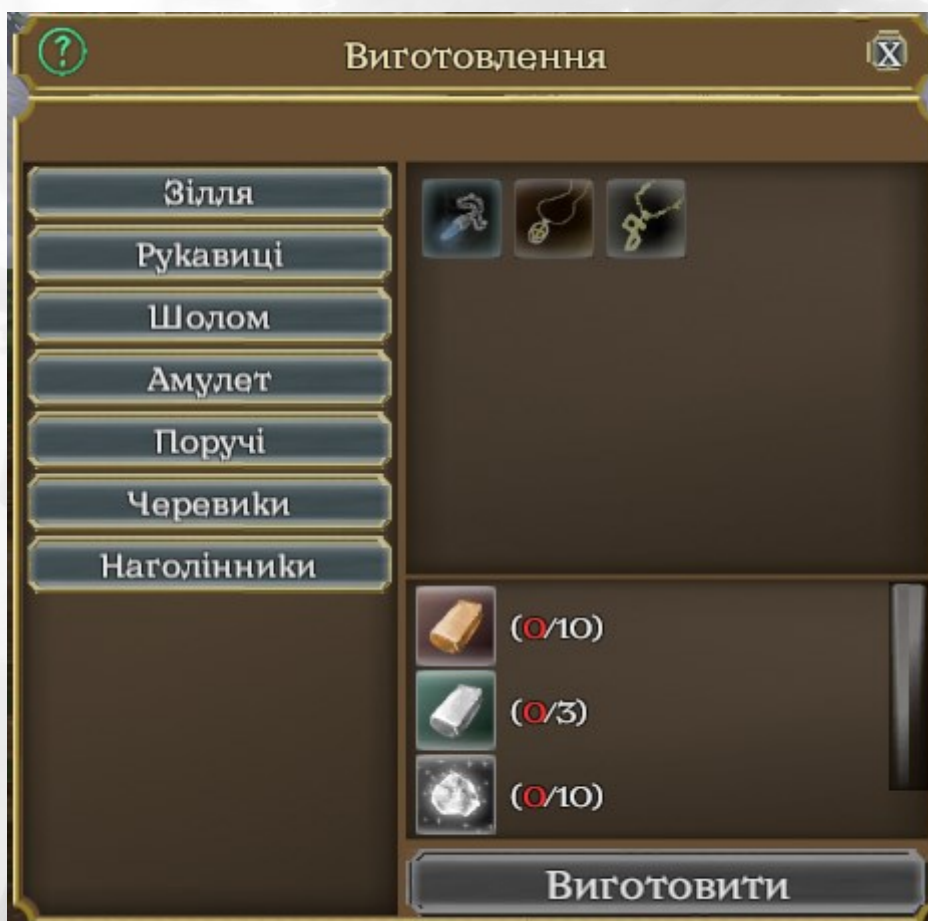 ?
Виготовлення
X
Зілля
Рукавиці
Шолом
Амулет
Поручі
Черевики
Наголінники
(0/10)
(0/3)
(0/10)
Виготовити